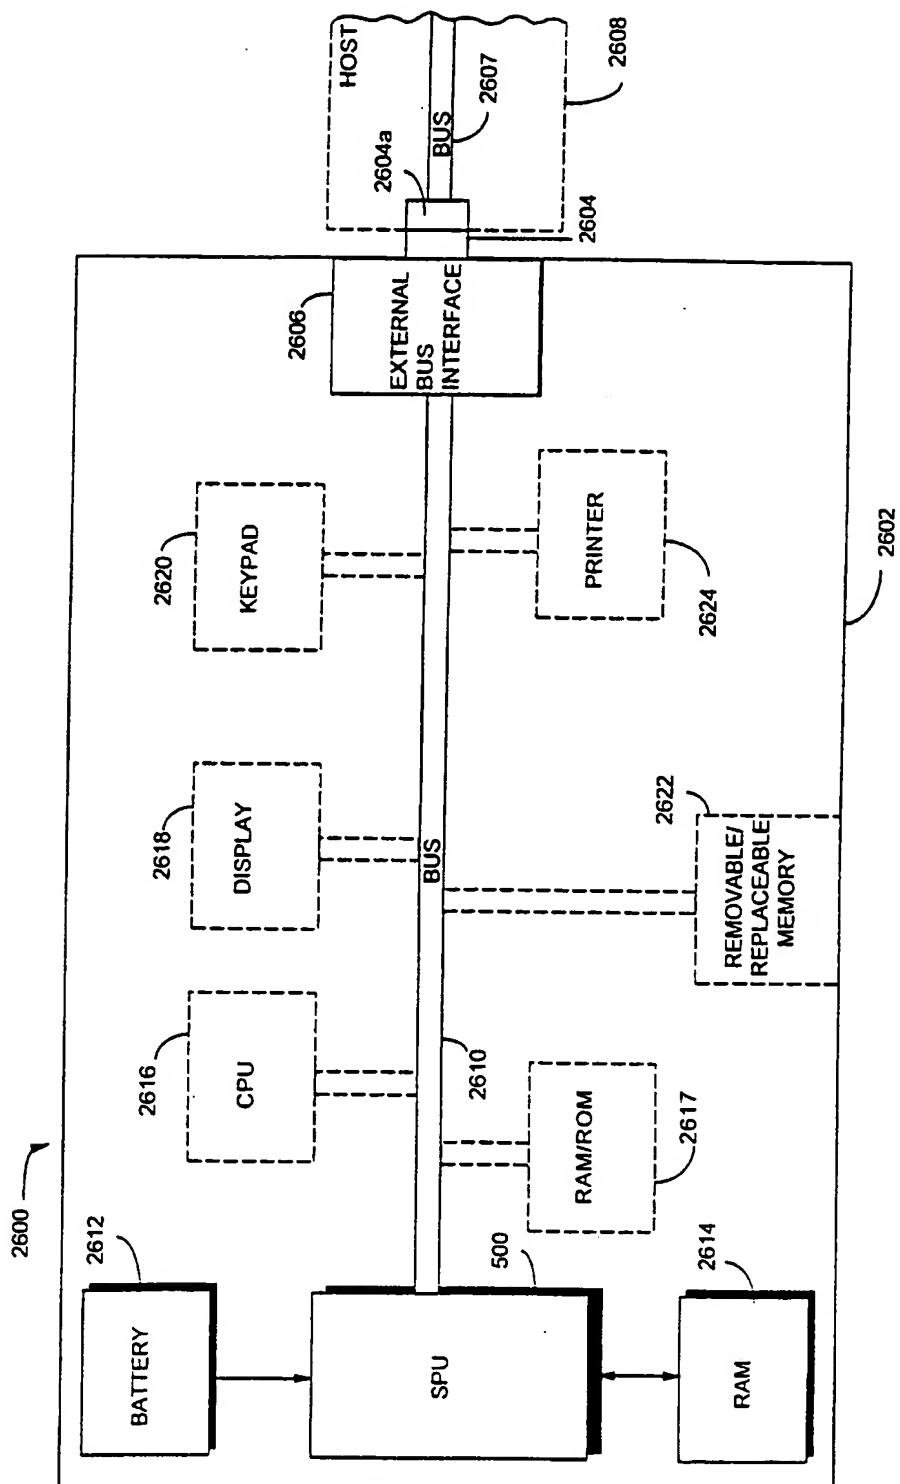 2600
2612
BATTERY
2616
CPU
2618
DISPLAY
2620
KEYPAD
2606
EXTERNAL
BUS
INTERFACE
2604a
HOST
BUS
2607
2604
2608
500
SPU
BUS
2610
2614
RAM
RAM/ROM
2617
2622
REMOVABLE/
REPLACEABLE
MEMORY
PRINTER
2624
2602